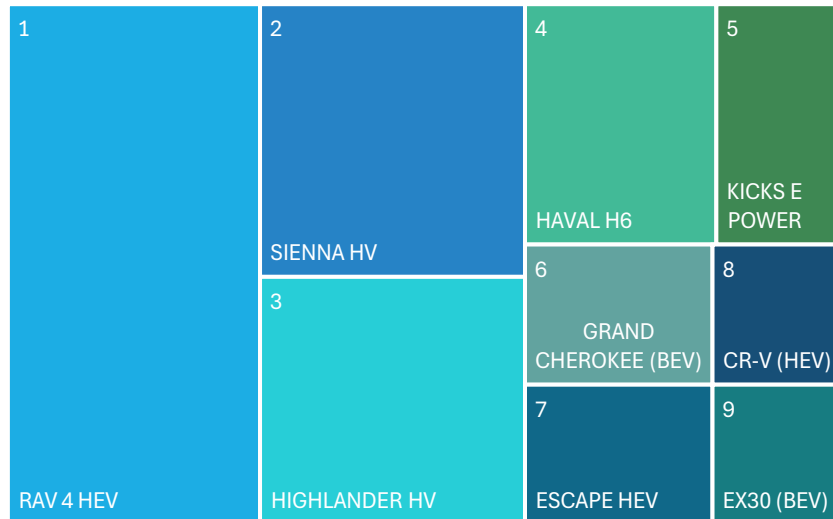 1
RAV 4 HEV
2
SIENNA HV
3
HIGHLANDER HV
4
HAVAL H6
5
KICKS E
POWER
6
GRAND
CHEROKEE (BEV)
7
ESCAPE HEV
8
CR-V (HEV)
9
EX30 (BEV)